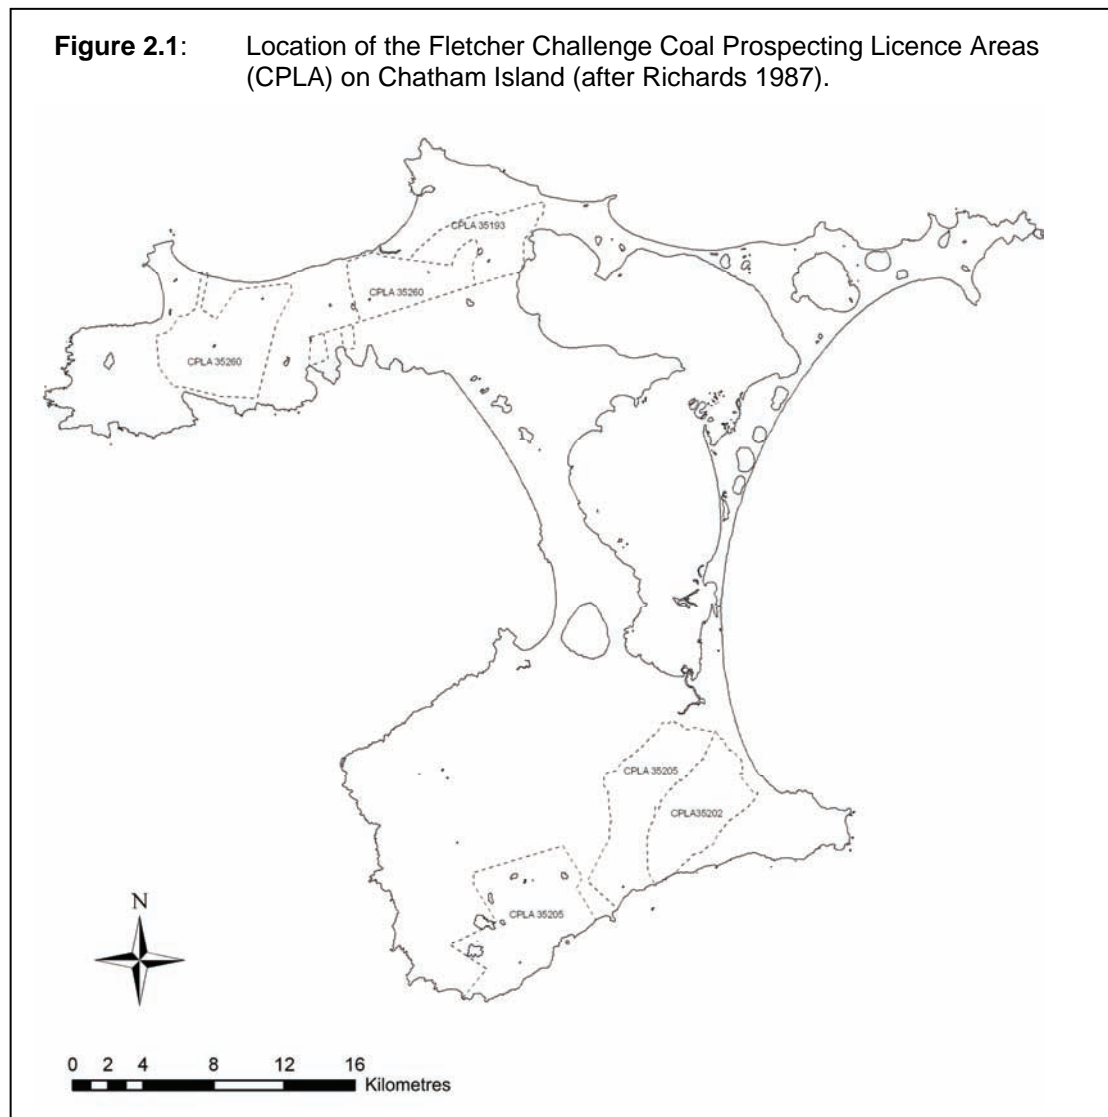 Figure 2.1: Location of the Fletcher Challenge Coal Prospecting Licence Areas
(CPLA) on Chatham Island (after Richards 1987).
CPLA 35193
CPLA 35260
CPLA 35260
CPLA 35205
CPLA35202
CPLA 35205
N
0 2 4 8 12 16
Kilometres